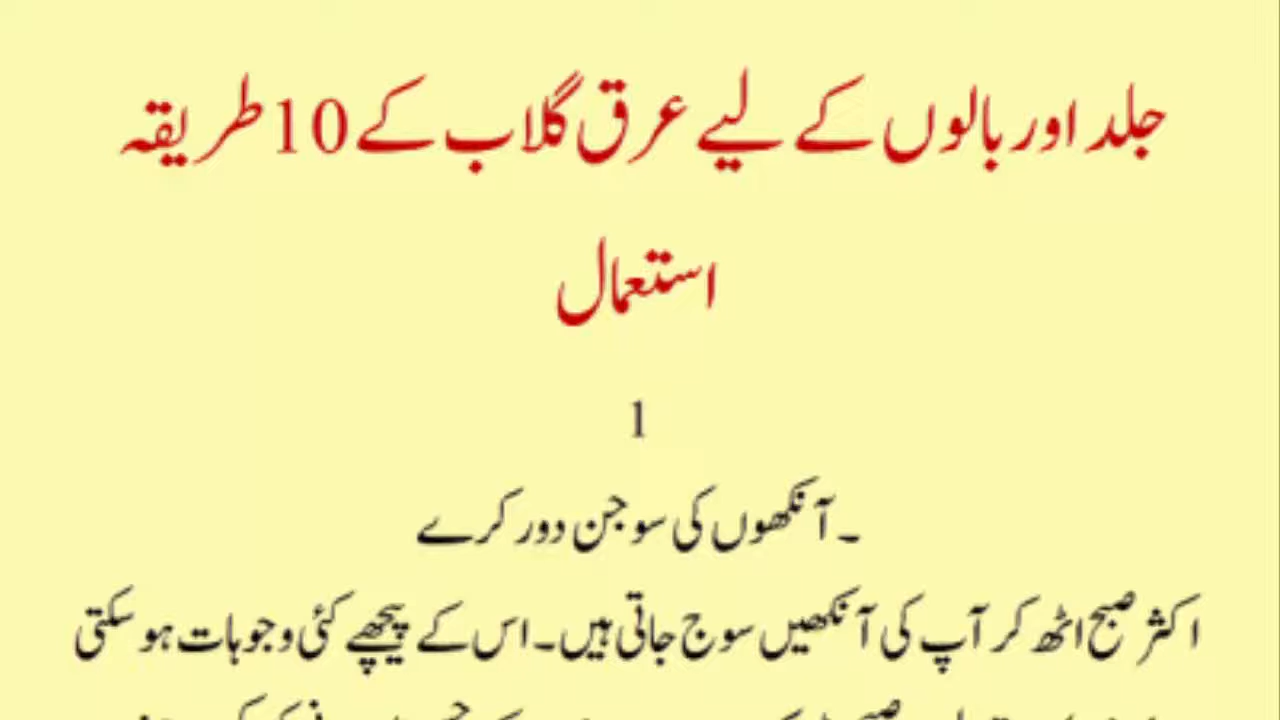 جلد اور بالوں کے لیے عرق گلاب کے 10 طریقہ
استعمال
1
۔ آنکھوں کی سوجن دور کرے
اکثر صبح اٹھ کر آپ کی آنکھیں سوج جاتی ہیں۔ اس کے پیچھے کئی وجوہات ہو سکتی